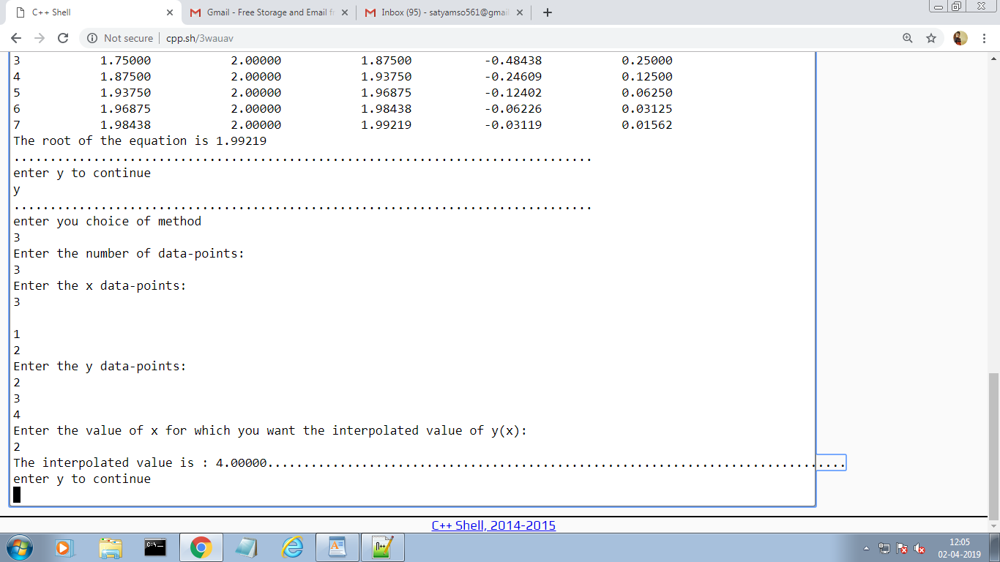 C++ Shell
Gmail - Free Storage and Email fr
Inbox (95) - satyamso561@gmai
Not secure cpp.sh/3wauav
3 1.75000 2.00000 1.87500 -0.48438 0.25000
4 1.87500 2.00000 1.93750 -0.24609 0.12500
5 1.93750 2.00000 1.96875 -0.12402 0.06250
6 1.96875 2.00000 1.98438 -0.06226 0.03125
7 1.98438 2.00000 1.99219 -0.03119 0.01562
The root of the equation is 1.99219
................................................................................
enter y to continue
y
................................................................................
enter you choice of method
3
Enter the number of data-points:
3
Enter the x data-points:
3
1
2
Enter the y data-points:
2
3
4
Enter the value of x for which you want the interpolated value of y(x):
2
The interpolated value is : 4.00000................................................................................
enter y to continue
C++ Shell, 2014-2015
12:05
02-04-2019